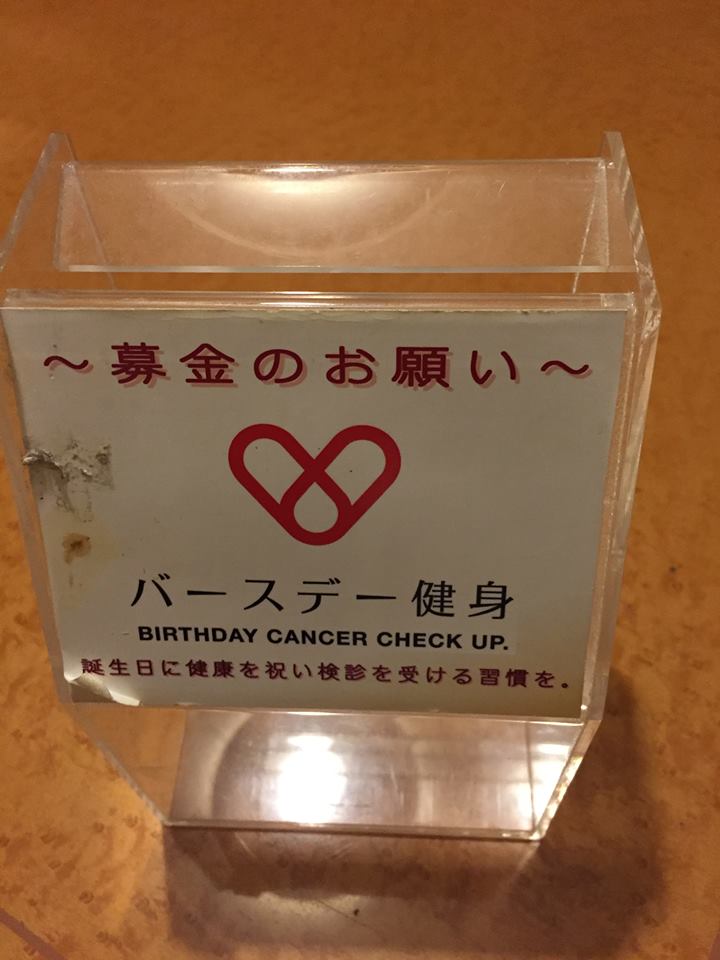 ～募金のお願い～
バースデー健身
BIRTHDAY CANCER CHECK UP.
誕生日に健康を祝い検診を受ける習慣を。